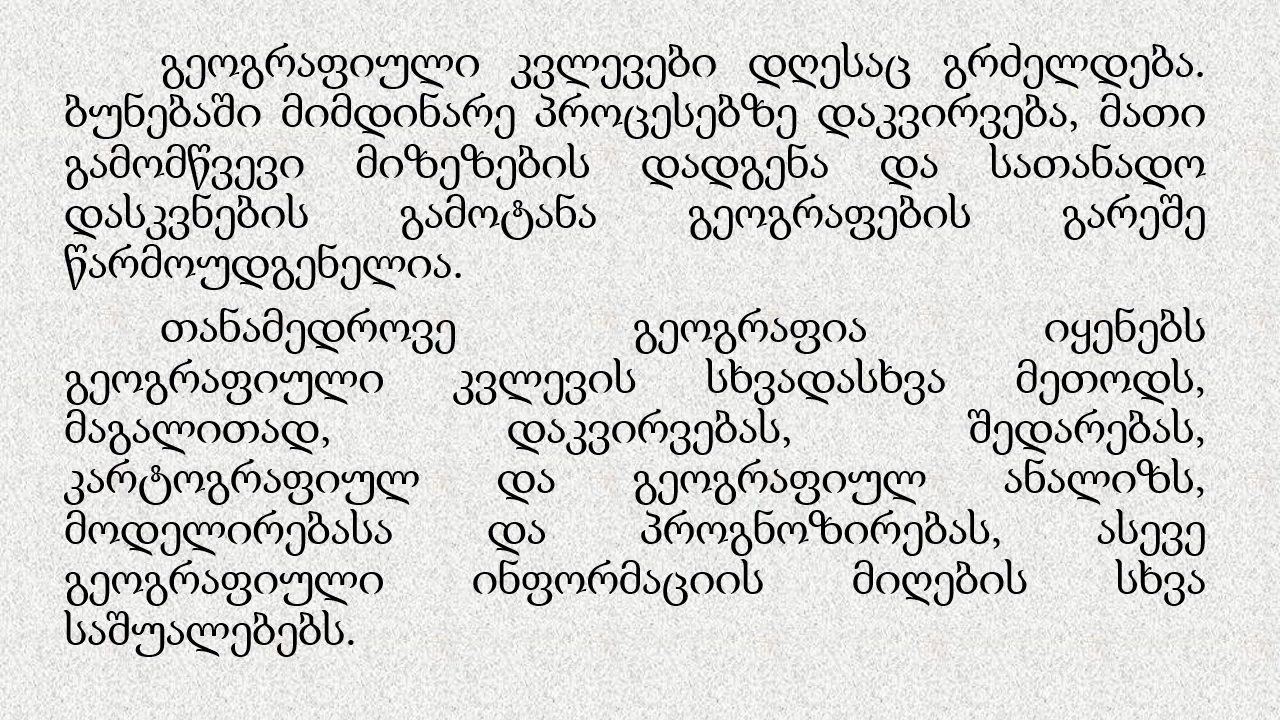 გეოგრაფიული კვლევები დღესაც გრძელდება.
ბუნებაში მიმდინარე პროცესებზე დაკვირვება, მათი
გამომწვევი მიზეზების დადგენა და სათანადო
დასკვნების გამოტანა გეოგრაფების გარეშე
წარმოუდგენელია.
თანამედროვე გეოგრაფია იყენებს
გეოგრაფიული კვლევის სხვადასხვა მეთოდს,
მაგალითად, დაკვირვებას, შედარებას,
კარტოგრაფიულ და გეოგრაფიულ ანალიზს,
მოდელირებასა და პროგნოზირებას, ასევე
გეოგრაფიული ინფორმაციის მიღების სხვა
საშუალებებს.